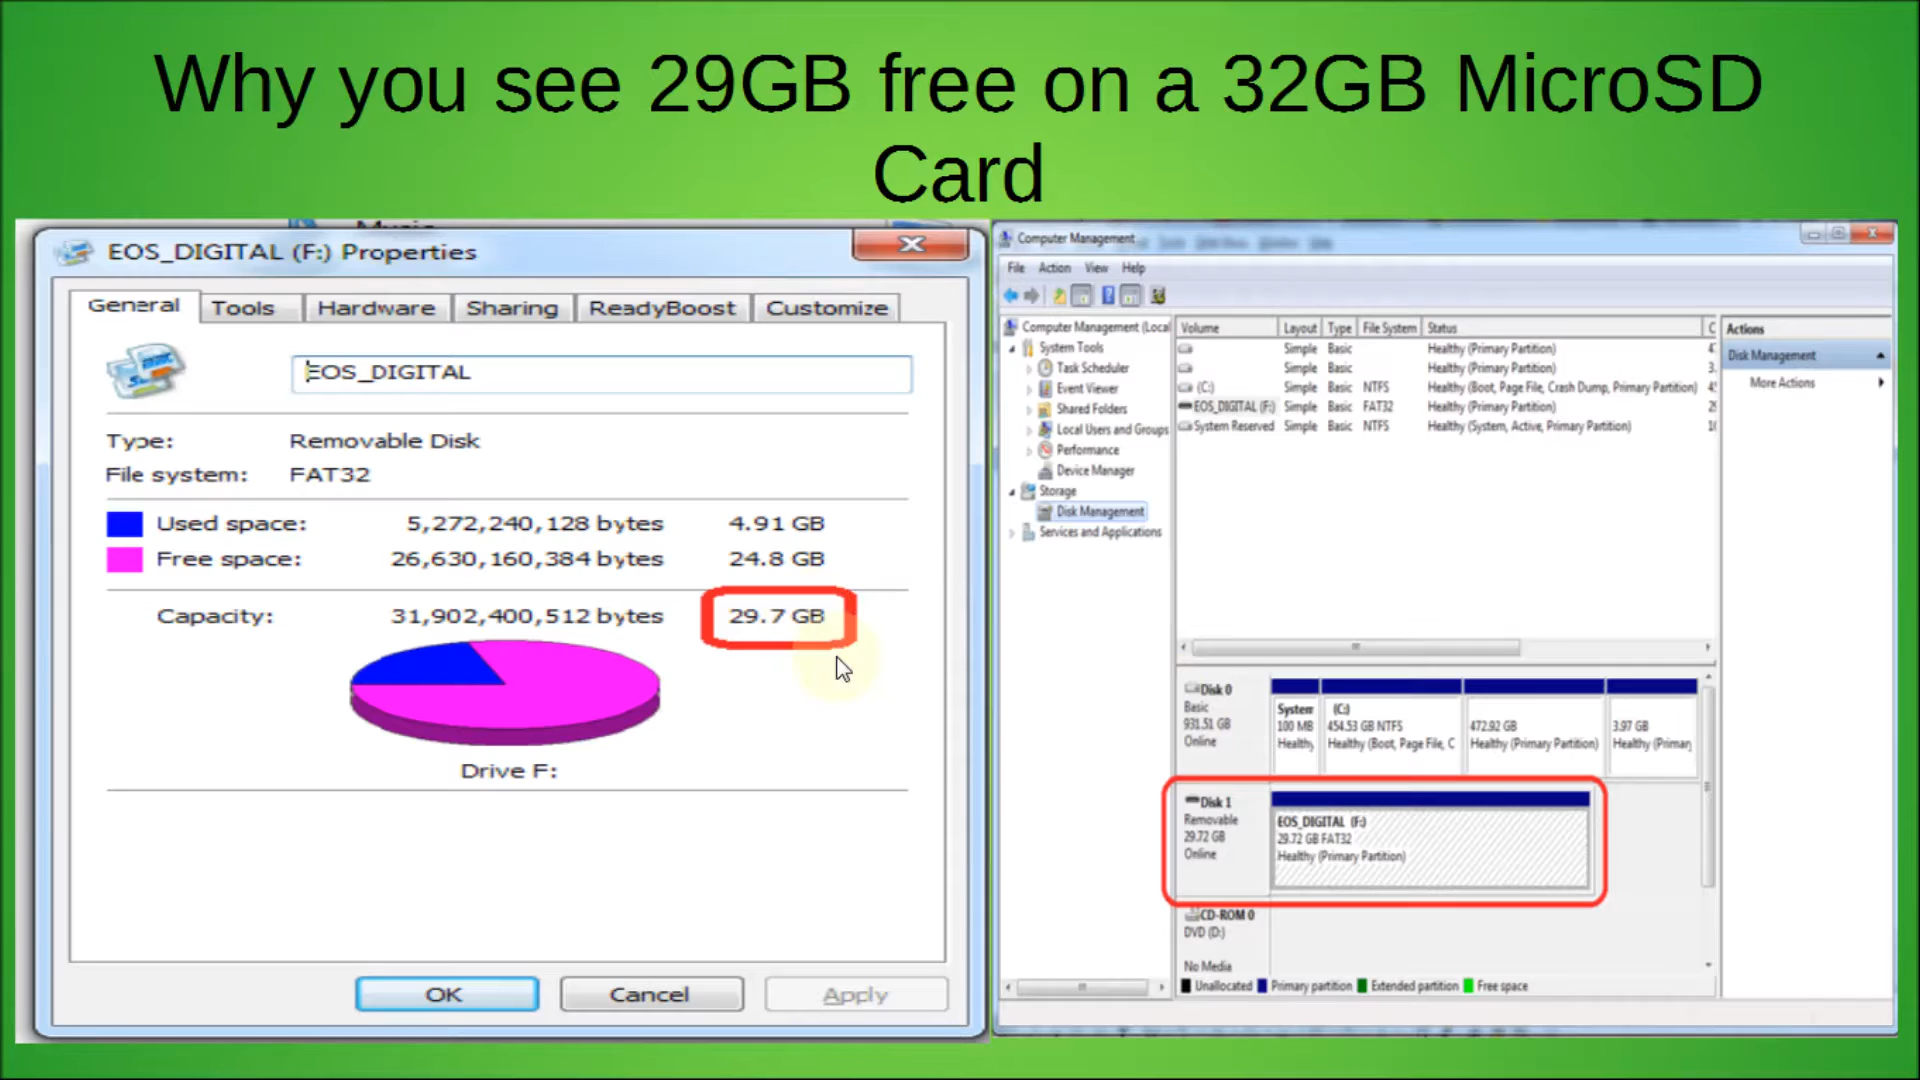 Why you see 29GB free on a 32GB MicroSD
Card
EOS_DIGITAL (F:) Properties
General Tools Hardware Sharing ReadyBoost Customize
EOS_DIGITAL
Type: Removable Disk
File system: FAT32
Used space: 5,272,240,128 bytes 4.91 GB
Free space: 26,630,160,384 bytes 24.8 GB
Capacity: 31,902,400,512 bytes 29.7 GB
Drive F:
OK Cancel Apply
Computer Management
File Action View Help
Computer Management (Local
System Tools
Task Scheduler
Event Viewer
Shared Folders
Local Users and Groups
Performance
Device Manager
Storage
Disk Management
Services and Applications
Volume Layout Type File System Status C
Simple Basic Healthy (Primary Partition)
Simple Basic Healthy (Primary Partition) 3.
(C:) Simple Basic NTFS Healthy (Boot, Page File, Crash Dump, Primary Partition)
EOS_DIGITAL (F:) Simple Basic FAT32 Healthy (Primary Partition)
System Reserved Simple Basic NTFS Healthy (System, Active, Primary Partition)
Actions
Disk Management
More Actions
Disk 0
Basic
931.51 GB
Online
System
100 MB
Healthy
(C:)
454.53 GB NTFS
Healthy (Boot, Page File, C
472.92 GB
Healthy (Primary Partition)
3.97 GB
Healthy (Primar
Disk 1
Removable
29.72 GB
Online
EOS_DIGITAL (F:)
29.72 GB FAT32
Healthy (Primary Partition)
CD-ROM 0
DVD (D:)
No Media
Unallocated Primary partition Extended partition Free space